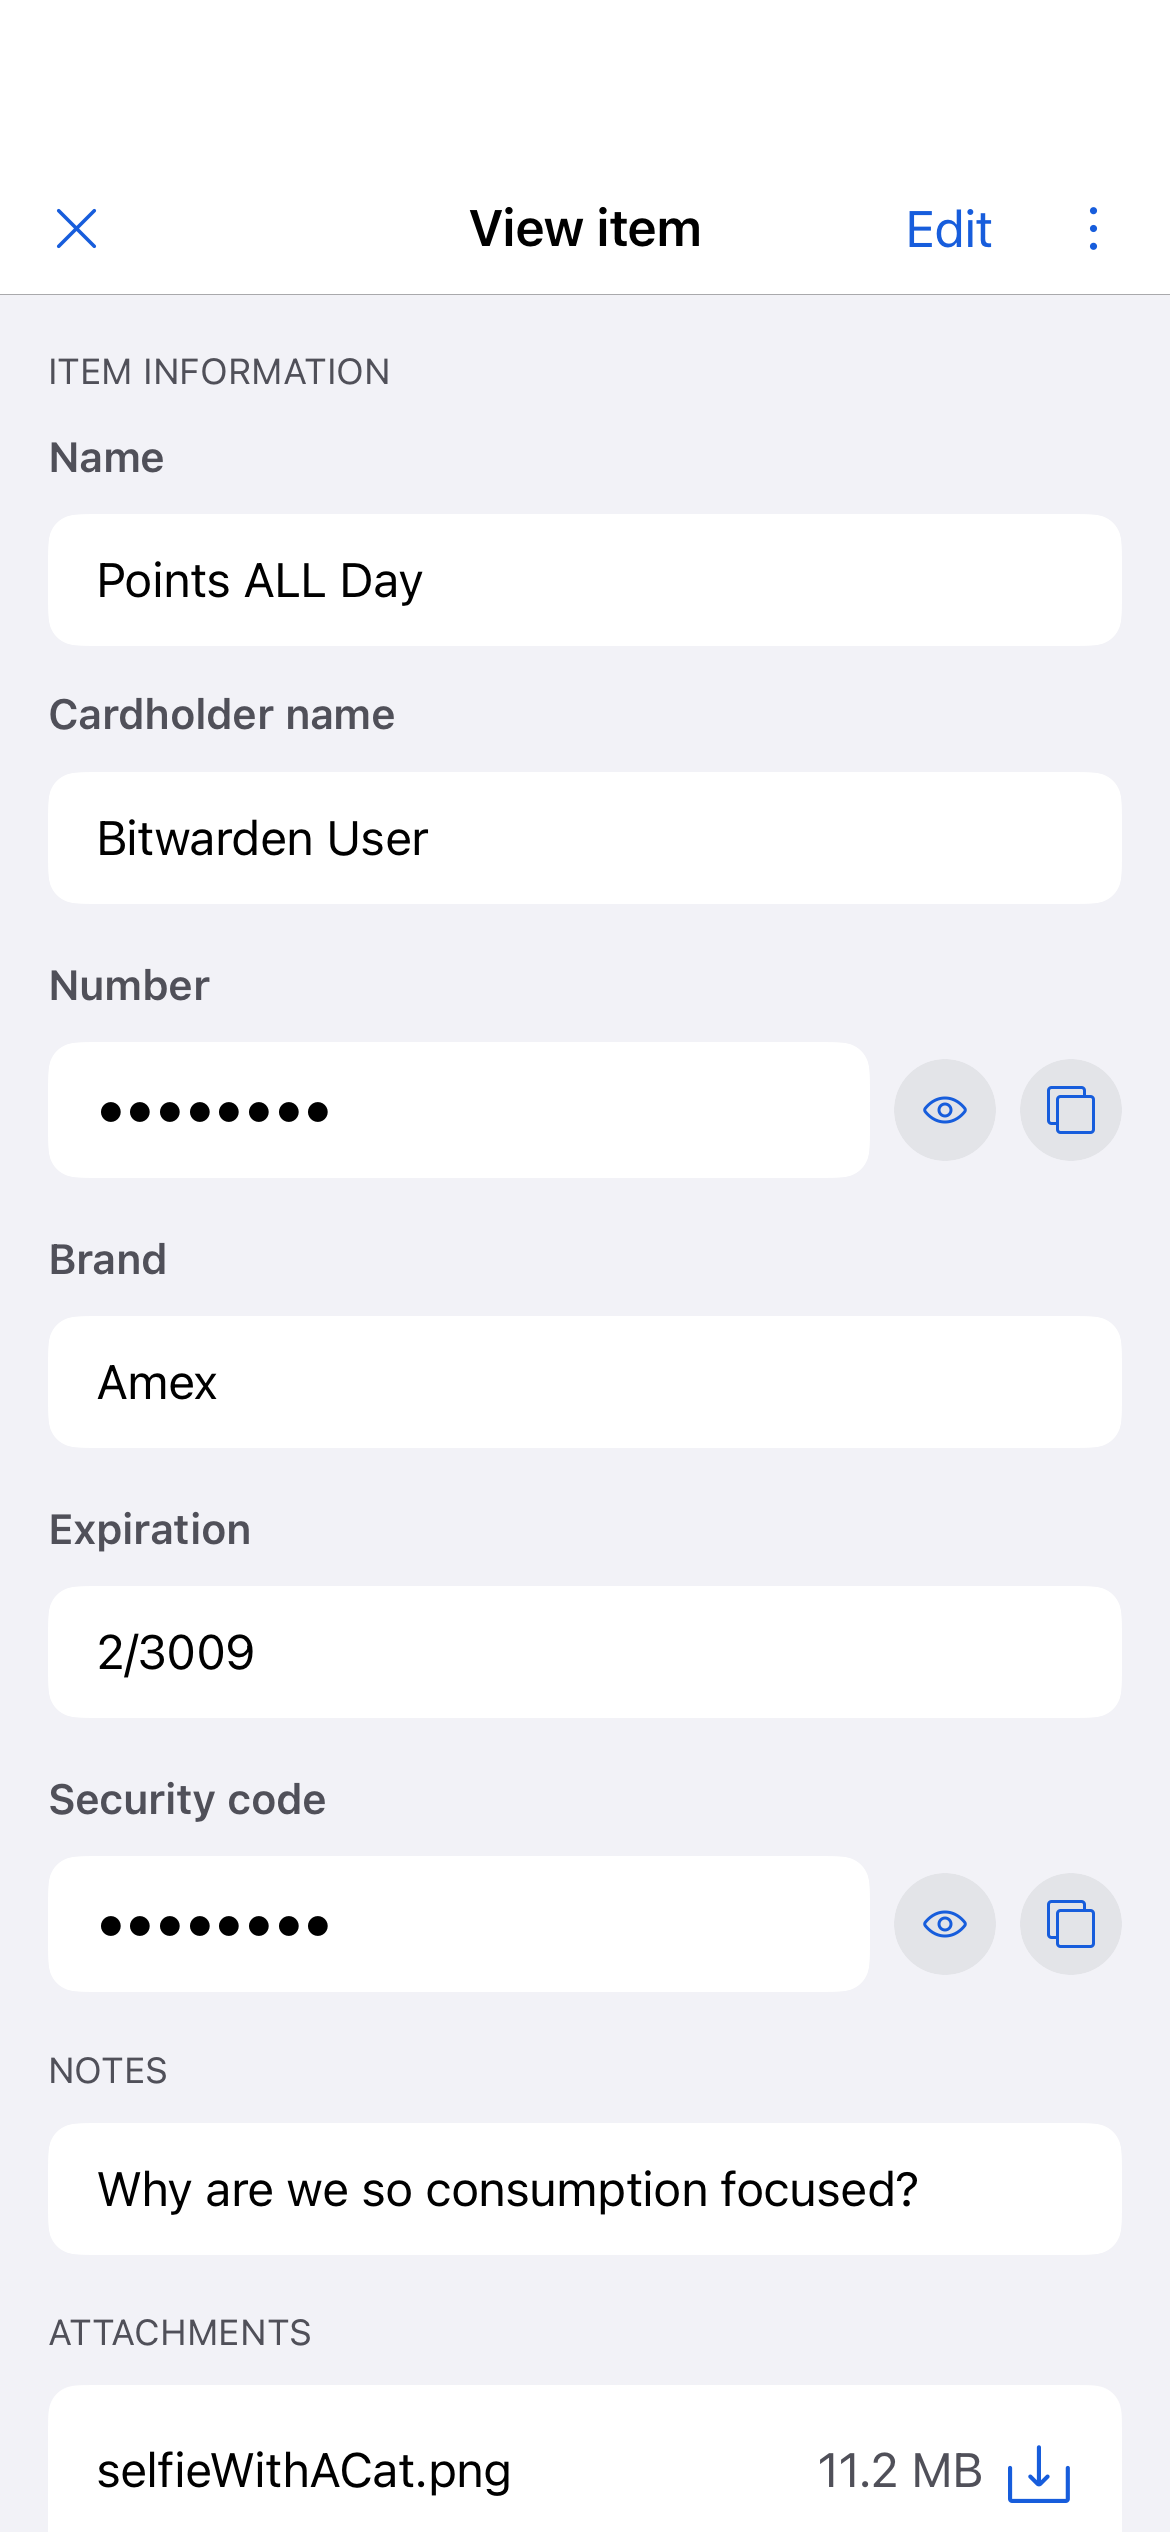 View item
Edit
ITEM INFORMATION
Name
Points ALL Day
Cardholder name
Bitwarden User
Number
●●●●●●●●
Brand
Amex
Expiration
2/3009
Security code
●●●●●●●●
NOTES
Why are we so consumption focused?
ATTACHMENTS
selfieWithACat.png 11.2 MB